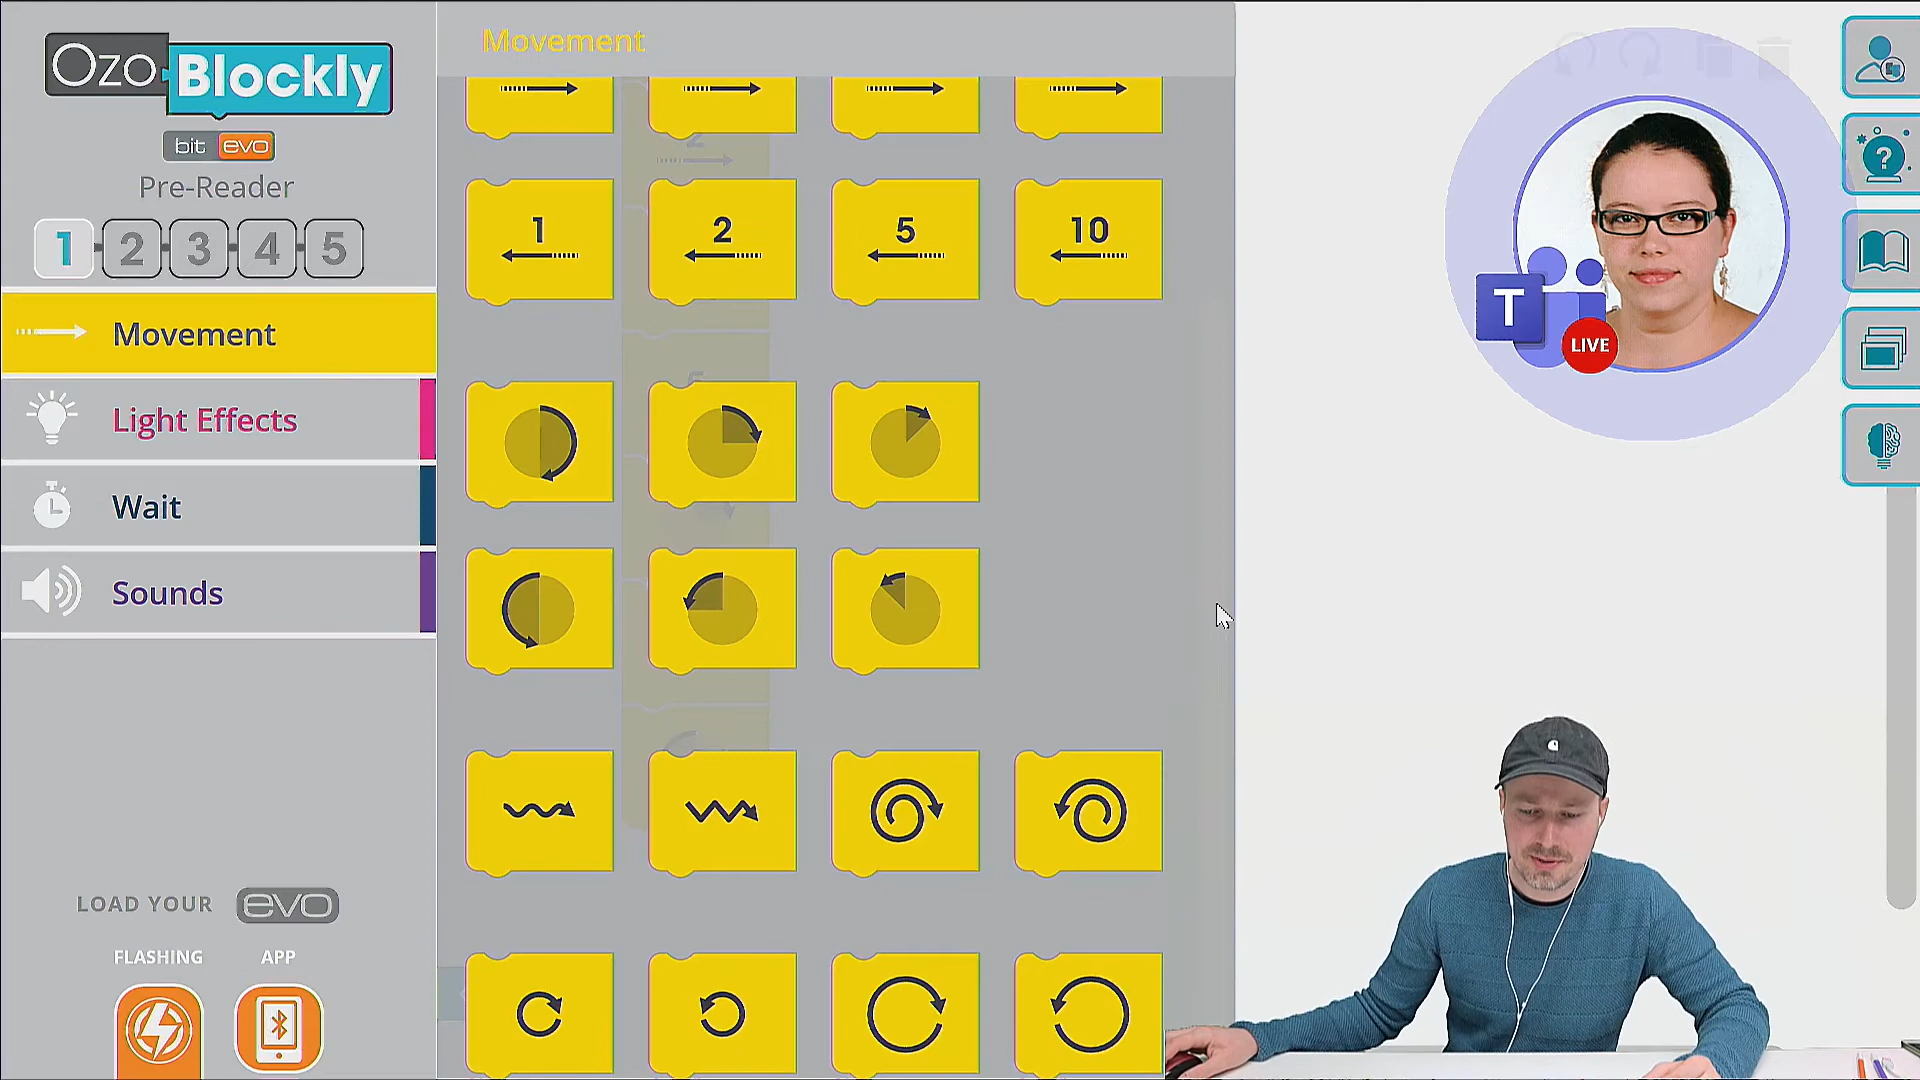 Ozo Blockly
bit evo
Pre-Reader
1 2 3 4 5
Movement
Light Effects
Wait
Sounds
LOAD YOUR evo
FLASHING APP
Movement
1 2 5 10
T
LIVE
?